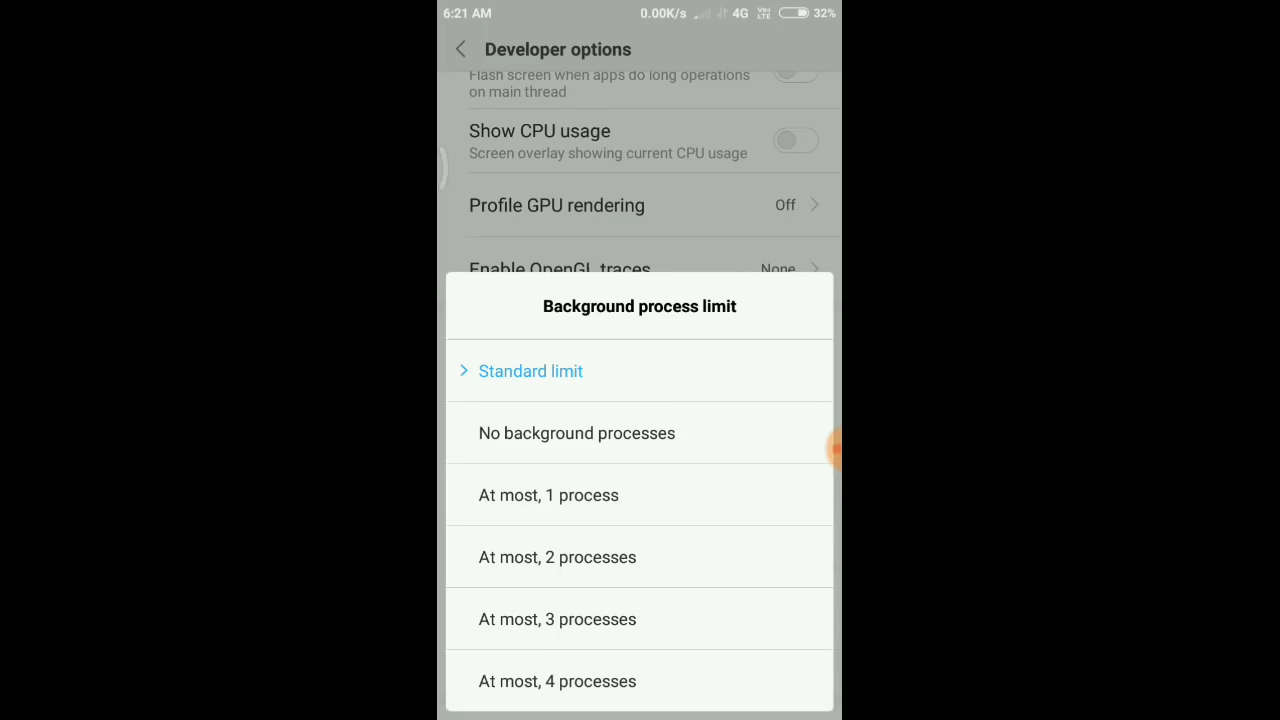 6:21 AM 0.00K/s 4G Vo LTE 32%
Developer options
Flash screen when apps do long operations
on main thread
Show CPU usage
Screen overlay showing current CPU usage
Profile GPU rendering Off
Enable OpenGL traces None
Background process limit
Standard limit
No background processes
At most, 1 process
At most, 2 processes
At most, 3 processes
At most, 4 processes